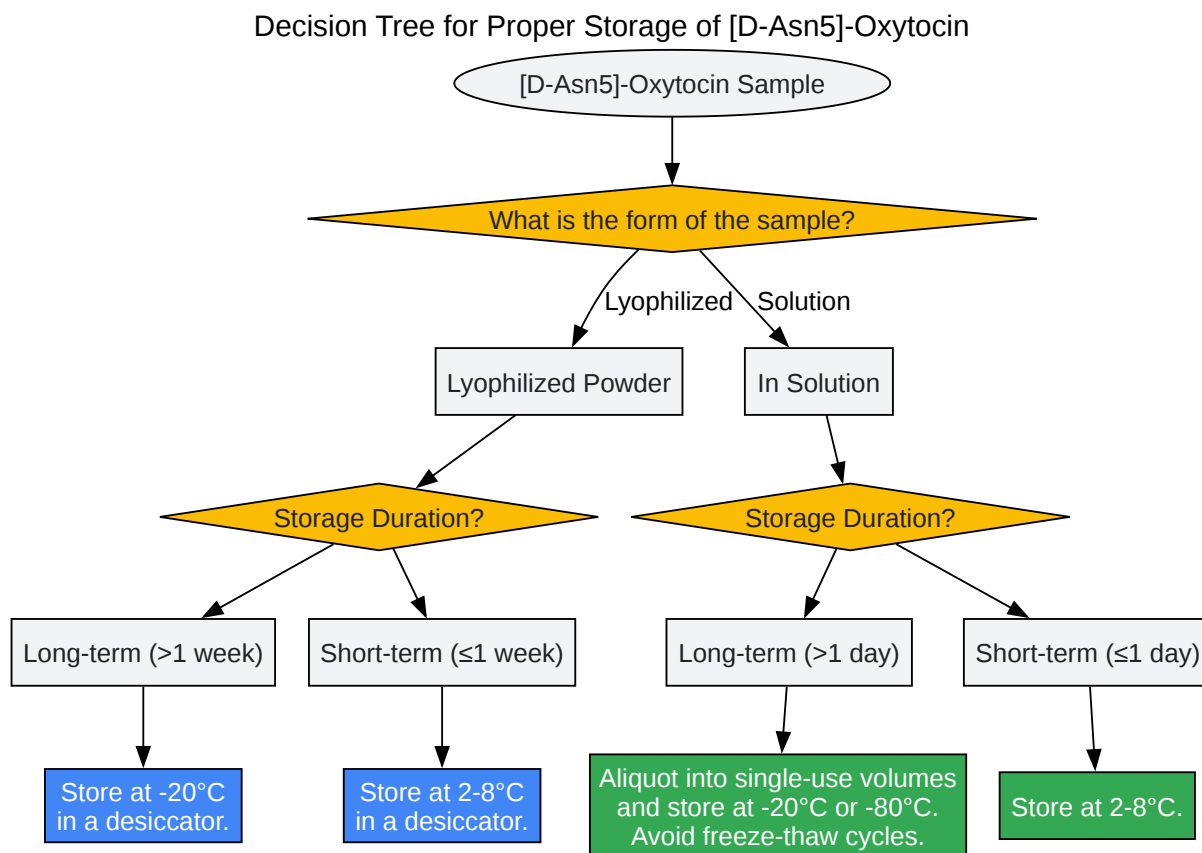 Decision Tree for Proper Storage of [D-Asn5]-Oxytocin
[D-Asn5]-Oxytocin Sample
What is the form of the sample?
Lyophilized
Solution
Lyophilized Powder
In Solution
Storage Duration?
Storage Duration?
Long-term (>1 week)
Short-term (≤1 week)
Long-term (>1 day)
Short-term (≤1 day)
Store at -20°C
in a desiccator.
Store at 2-8°C
in a desiccator.
Aliquot into single-use volumes
and store at -20°C or -80°C.
Avoid freeze-thaw cycles.
Store at 2-8°C.